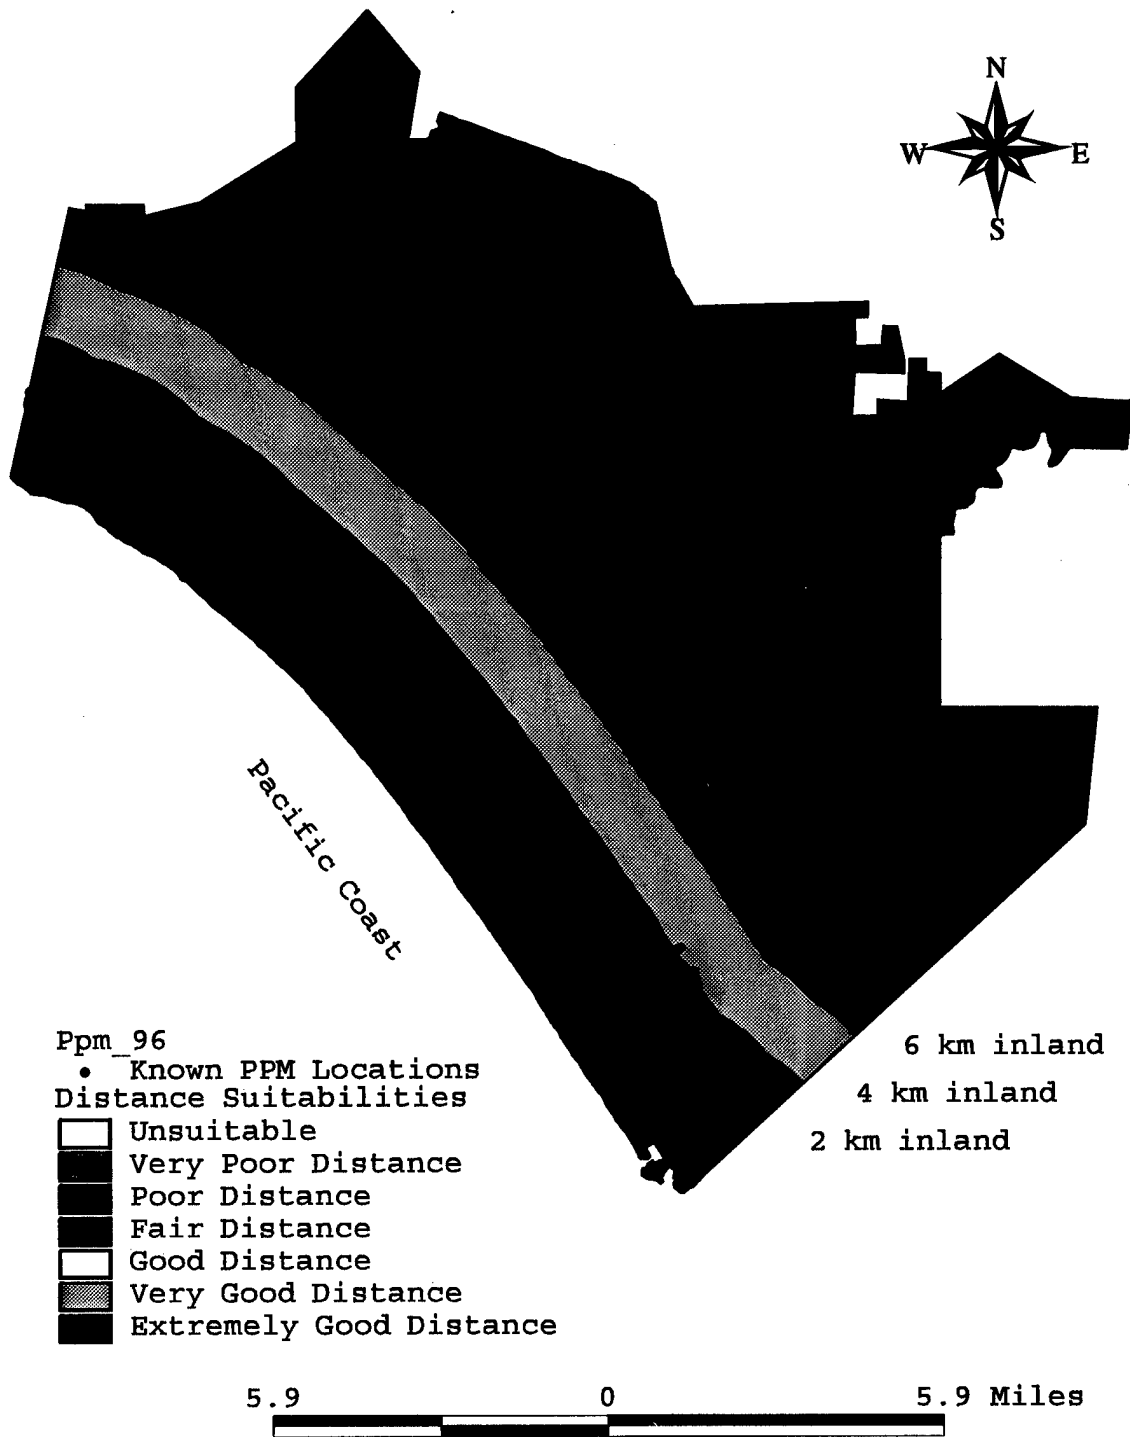 N
W E
S
Pacific Coast
6 km inland
4 km inland
2 km inland
Ppm_96
Known PPM Locations
Distance Suitabilities
Unsuitable
Very Poor Distance
Poor Distance
Fair Distance
Good Distance
Very Good Distance
Extremely Good Distance
5.9 0 5.9 Miles